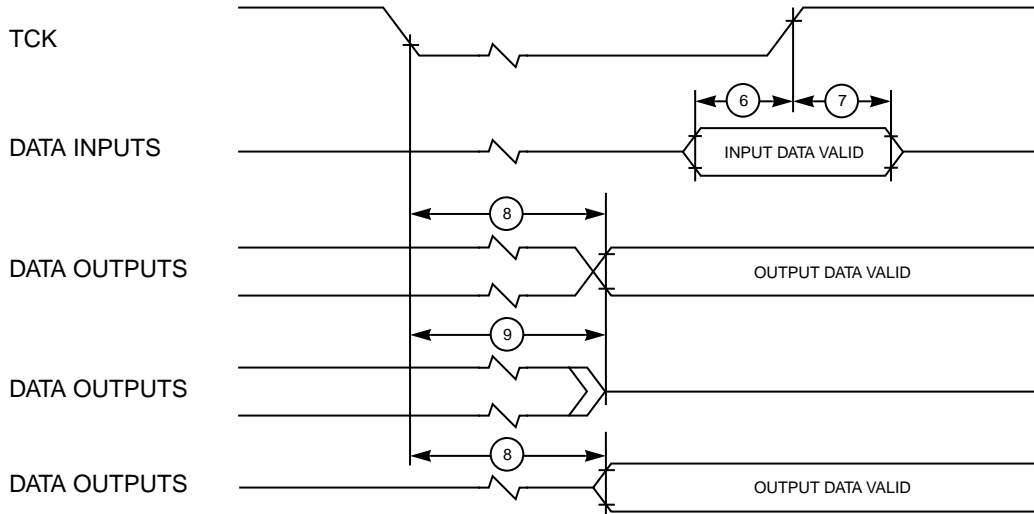 TCK
6
7
DATA INPUTS
INPUT DATA VALID
8
DATA OUTPUTS
OUTPUT DATA VALID
9
DATA OUTPUTS
8
DATA OUTPUTS
OUTPUT DATA VALID